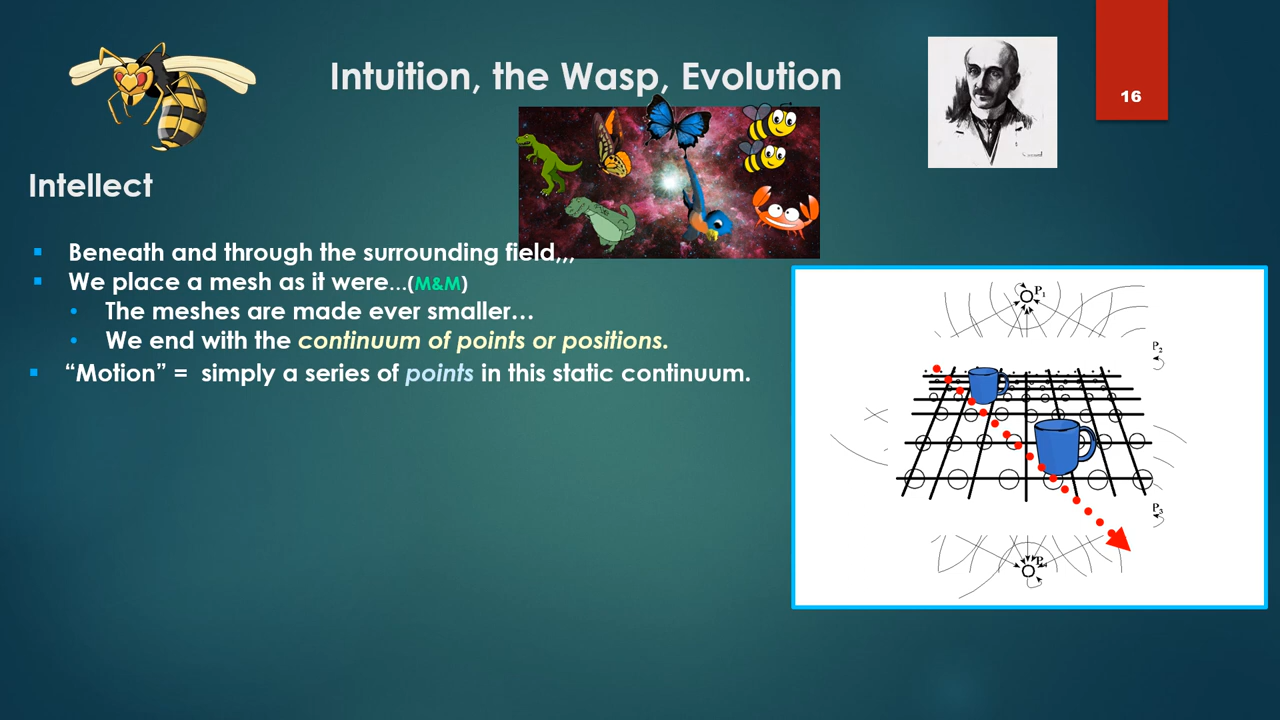 Intuition, the Wasp, Evolution
16
Intellect
Beneath and through the surrounding field,,,
We place a mesh as it were...(M&M)
The meshes are made ever smaller…
We end with the continuum of points or positions.
“Motion” = simply a series of points in this static continuum.
P1
P2
P3